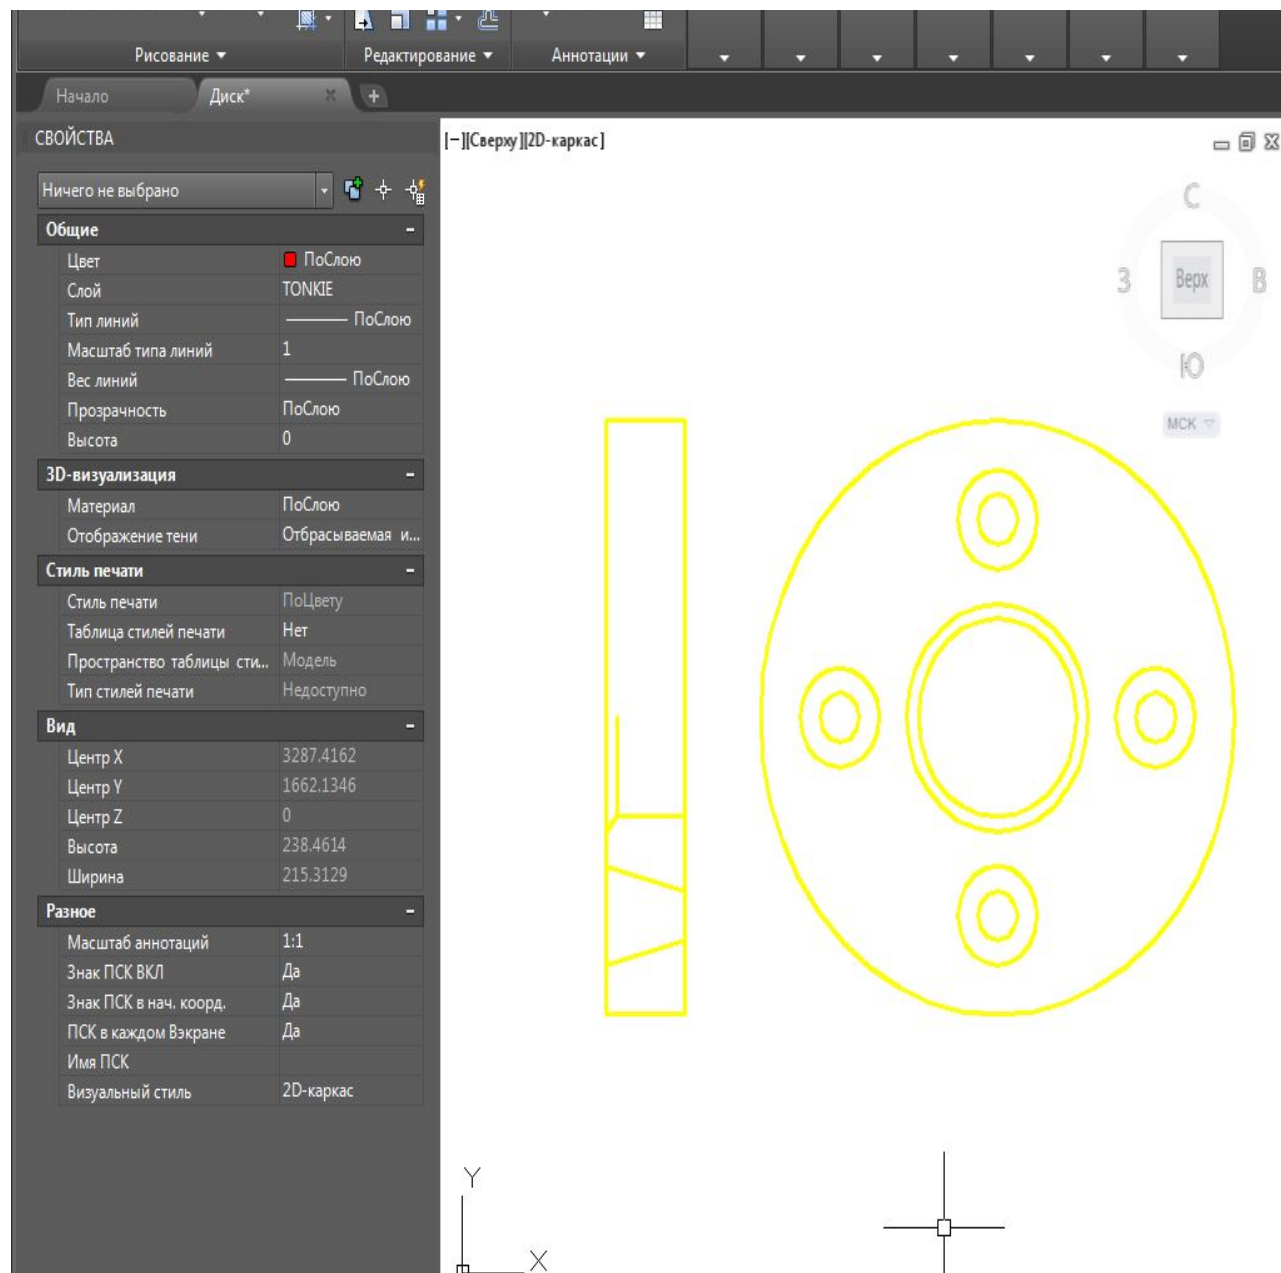 Рисование Редактирование Аннотации
Начало Диск*
СВОЙСТВА
[−][Сверху][2D-каркас]
Ничего не выбрано
Общие
Цвет ПоСлою
Слой TONKIE
Тип линий ПоСлою
Масштаб типа линий 1
Вес линий ПоСлою
Прозрачность ПоСлою
Высота 0
3D-визуализация
Материал ПоСлою
Отображение тени Отбрасываемая и...
Стиль печати
Стиль печати ПоЦвету
Таблица стилей печати Нет
Пространство таблицы сти... Модель
Тип стилей печати Недоступно
Вид
Центр X 3287.4162
Центр Y 1662.1346
Центр Z 0
Высота 238.4614
Ширина 215.3129
Разное
Масштаб аннотаций 1:1
Знак ПСК ВКЛ Да
Знак ПСК в нач. коорд. Да
ПСК в каждом Вэкране Да
Имя ПСК
Визуальный стиль 2D-каркас
С
З Верх В
Ю
МСК
Y
X